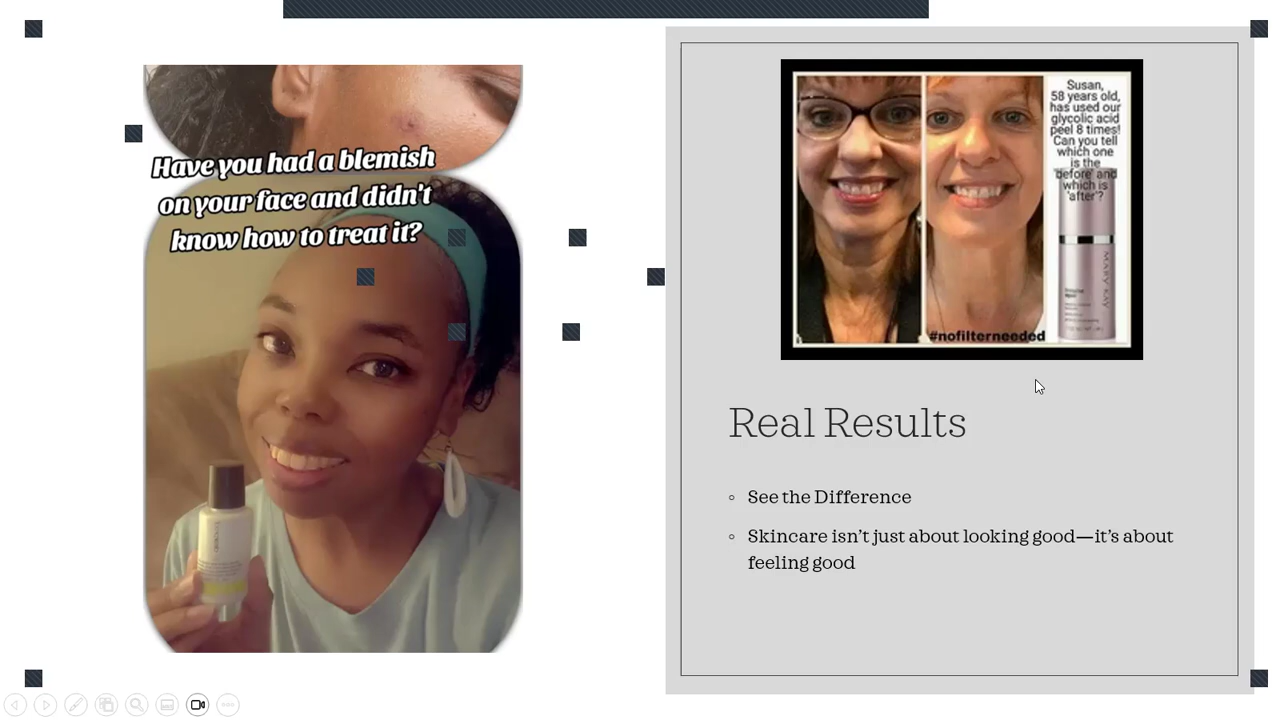 Have you had a blemish
on your face and didn't
know how to treat it?
Susan,
58 years old,
has used our
glycolic acid
peel 8 times!
Can you tell
which one
is the
'before' and
which is
'after'?
MARY KAY
#nofilterneeded
Real Results
See the Difference
Skincare isn't just about looking good—it's about
feeling good